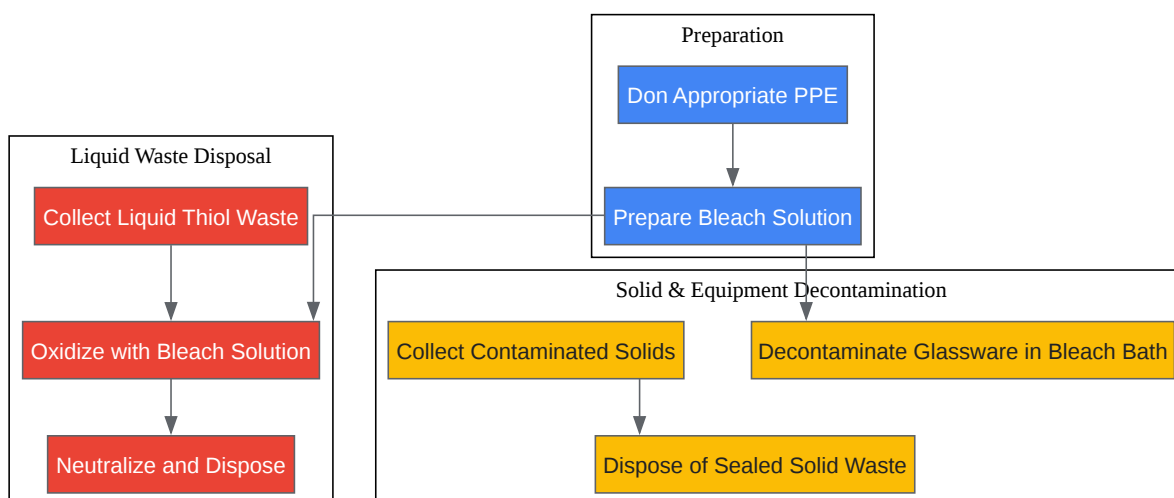 Preparation
Don Appropriate PPE
Prepare Bleach Solution
Liquid Waste Disposal
Collect Liquid Thiol Waste
Oxidize with Bleach Solution
Neutralize and Dispose
Solid & Equipment Decontamination
Collect Contaminated Solids
Decontaminate Glassware in Bleach Bath
Dispose of Sealed Solid Waste